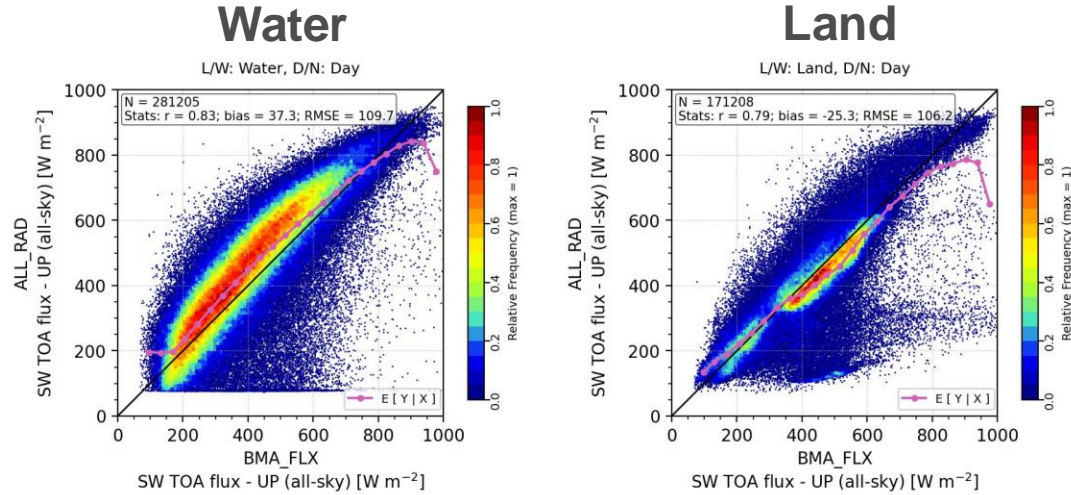 Water
L/W: Water, D/N: Day
N = 281205
Stats: r = 0.83; bias = 37.3; RMSE = 109.7
ALL_RAD
SW TOA flux - UP (all-sky) [W m⁻²]
1000
800
600
400
200
0
0 200 400 600 800 1000
E [ Y | X ]
BMA_FLX
SW TOA flux - UP (all-sky) [W m⁻²]
1.0
0.8
0.6
0.4
0.2
0.0
Relative Frequency (max = 1)
Land
L/W: Land, D/N: Day
N = 171208
Stats: r = 0.79; bias = -25.3; RMSE = 106.2
ALL_RAD
SW TOA flux - UP (all-sky) [W m⁻²]
1000
800
600
400
200
0
0 200 400 600 800 1000
E [ Y | X ]
BMA_FLX
SW TOA flux - UP (all-sky) [W m⁻²]
1.0
0.8
0.6
0.4
0.2
0.0
Relative Frequency (max = 1)